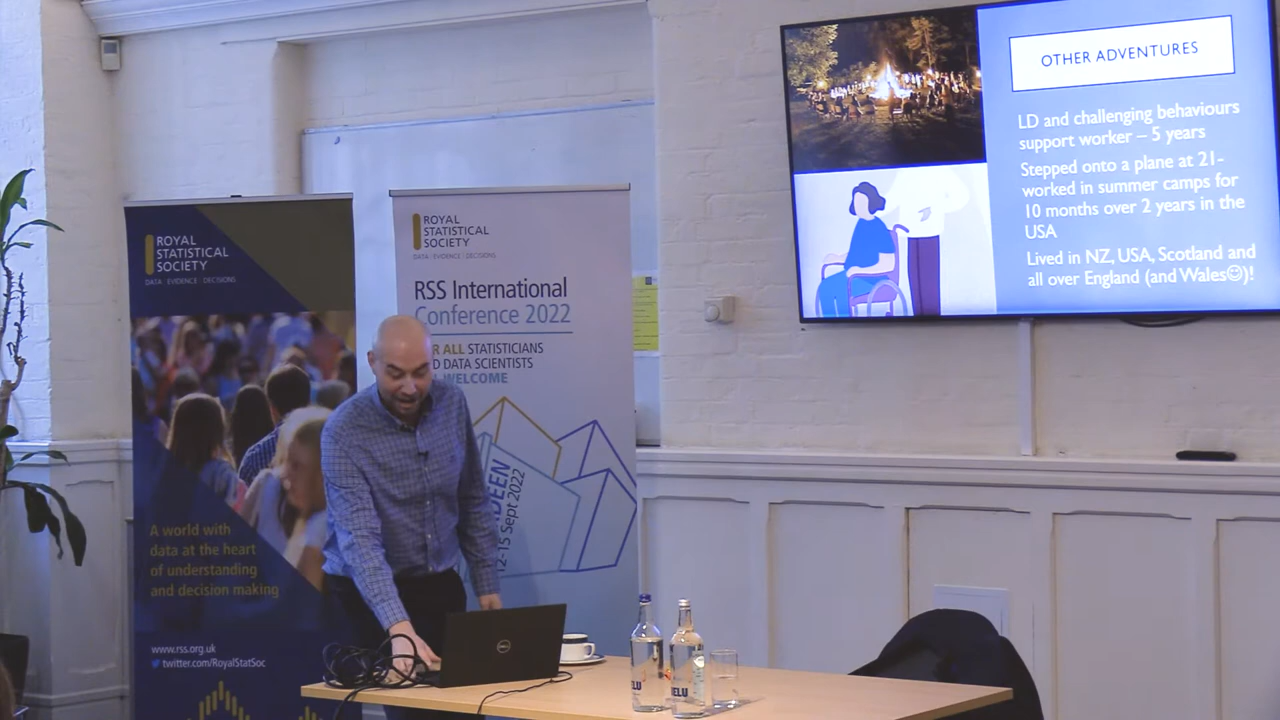 ROYAL
STATISTICAL
SOCIETY
DATA | EVIDENCE | DECISIONS
A world with
data at the heart
of understanding
and decision making
www.rss.org.uk
twitter.com/RoyalStatSoc
ROYAL
STATISTICAL
SOCIETY
DATA | EVIDENCE | DECISIONS
RSS International
Conference 2022
ALL STATISTICIANS
DATA SCIENTISTS
WELCOME
DEEN
12-15 Sept 2022
OTHER ADVENTURES
LD and challenging behaviours
support worker – 5 years
Stepped onto a plane at 21-
worked in summer camps for
10 months over 2 years in the
USA
Lived in NZ, USA, Scotland and
all over England (and Wales☺)!
DELL
ELU
ELU